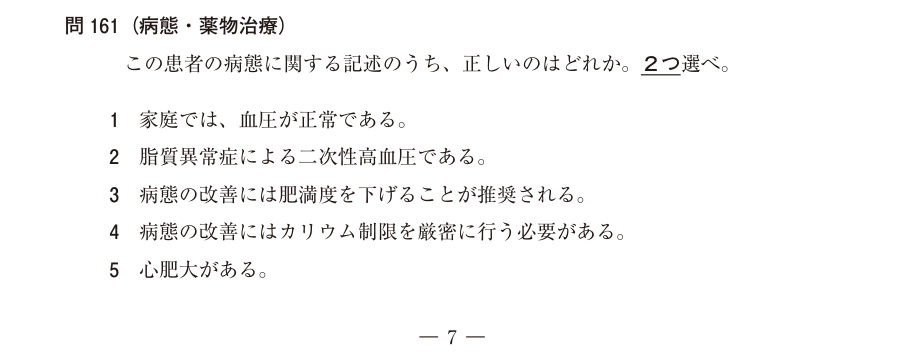 問 161（病態・薬物治療）
この患者の病態に関する記述のうち、正しいのはどれか。２つ選べ。
1 家庭では、血圧が正常である。
2 脂質異常症による二次性高血圧である。
3 病態の改善には肥満度を下げることが推奨される。
4 病態の改善にはカリウム制限を厳密に行う必要がある。
5 心肥大がある。
— 7 —